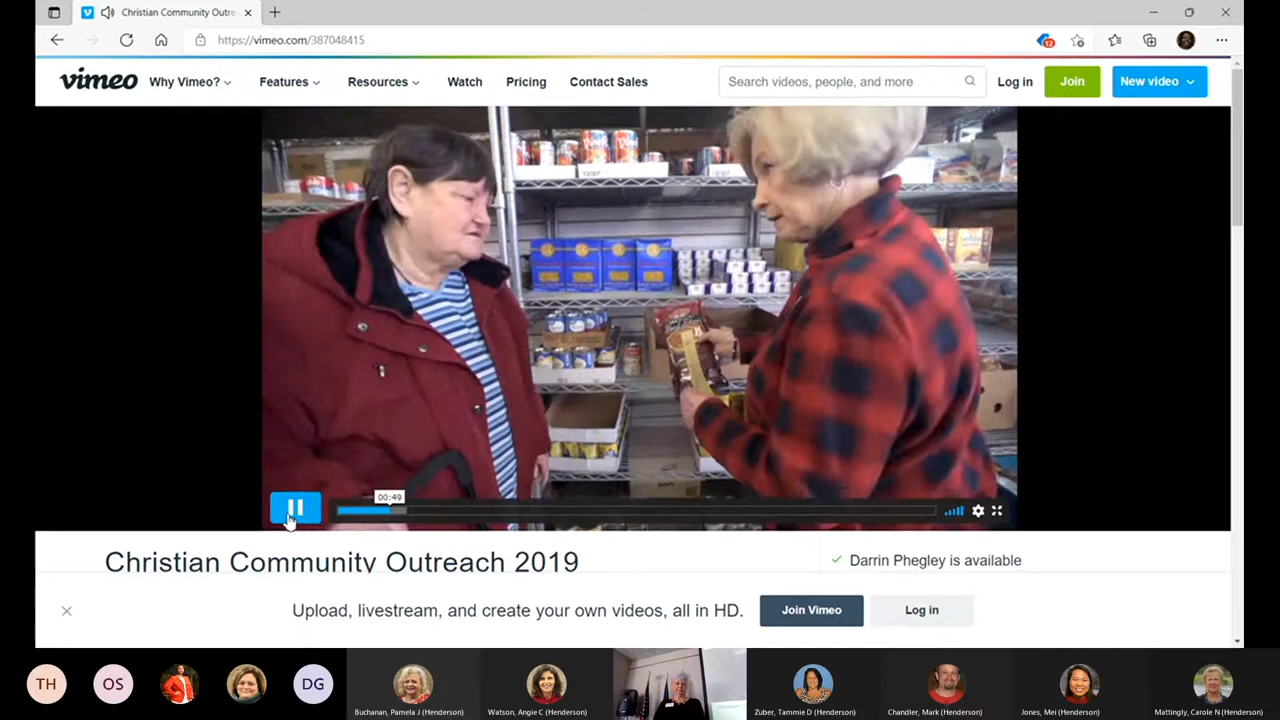 Christian Community Outre
https://vimeo.com/387048415
12
vimeo
Why Vimeo?
Features
Resources
Watch
Pricing
Contact Sales
Search videos, people, and more
Log in
Join
New video
00:49
Christian Community Outreach 2019
Darrin Phegley is available
Upload, livestream, and create your own videos, all in HD.
Join Vimeo
Log in
TH
OS
DG
Buchanan, Pamela J (Henderson)
Watson, Angie C (Henderson)
Zuber, Tammie D (Henderson)
Chandler, Mark (Henderson)
Jones, Mei (Henderson)
Mattingly, Carole N (Henderson)